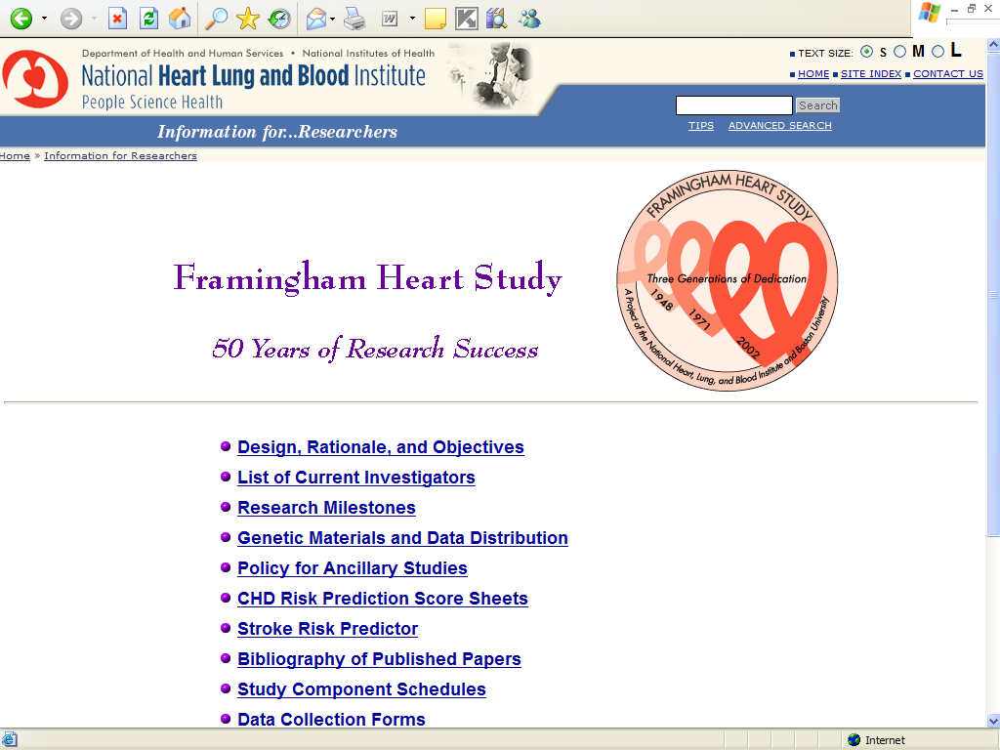 Department of Health and Human Services • National Institutes of Health
National Heart Lung and Blood Institute
People Science Health
TEXT SIZE: S M L
HOME SITE INDEX CONTACT US
Search
TIPS ADVANCED SEARCH
Information for...Researchers
Home » Information for Researchers
FRAMINGHAM HEART STUDY
Three Generations of Dedication
1948
1971
2002
A Project of the National Heart, Lung, and Blood Institute and Boston University
Framingham Heart Study
50 Years of Research Success
Design, Rationale, and Objectives
List of Current Investigators
Research Milestones
Genetic Materials and Data Distribution
Policy for Ancillary Studies
CHD Risk Prediction Score Sheets
Stroke Risk Predictor
Bibliography of Published Papers
Study Component Schedules
Data Collection Forms
Internet